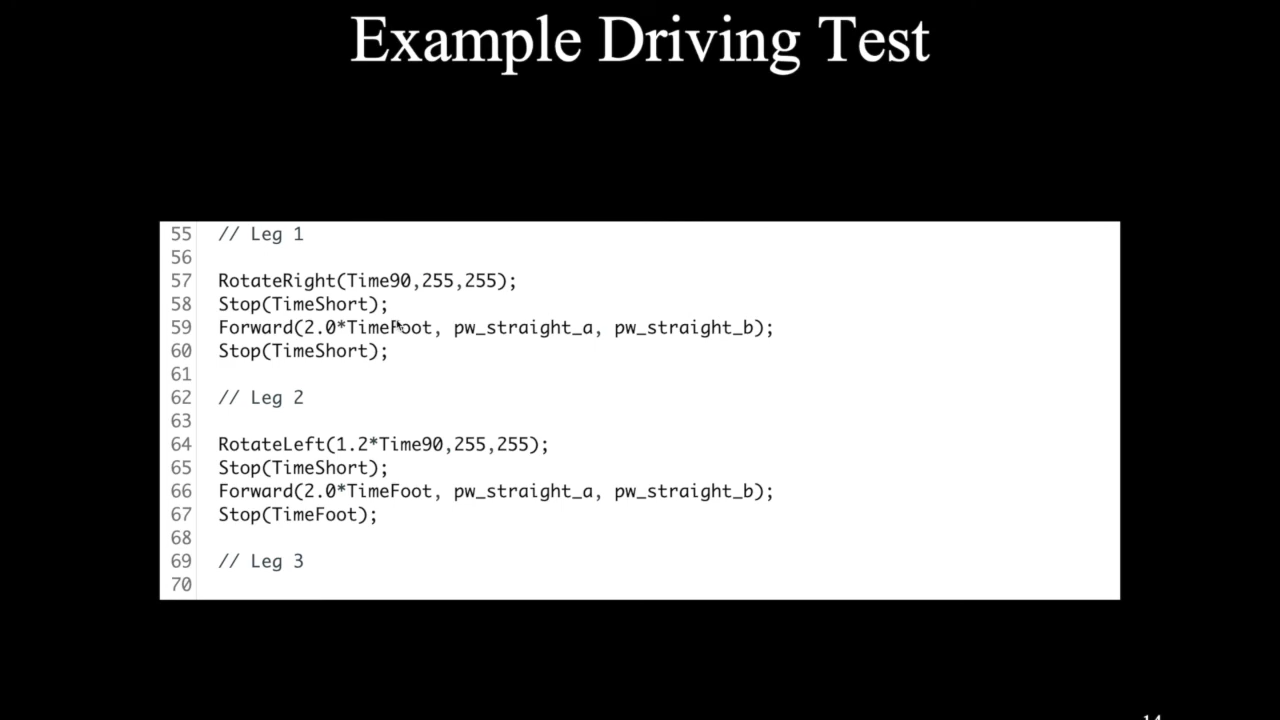 Example Driving Test
55 // Leg 1
56
57 RotateRight(Time90,255,255);
58 Stop(TimeShort);
59 Forward(2.0*TimeFoot, pw_straight_a, pw_straight_b);
60 Stop(TimeShort);
61
62 // Leg 2
63
64 RotateLeft(1.2*Time90,255,255);
65 Stop(TimeShort);
66 Forward(2.0*TimeFoot, pw_straight_a, pw_straight_b);
67 Stop(TimeFoot);
68
69 // Leg 3
70
14